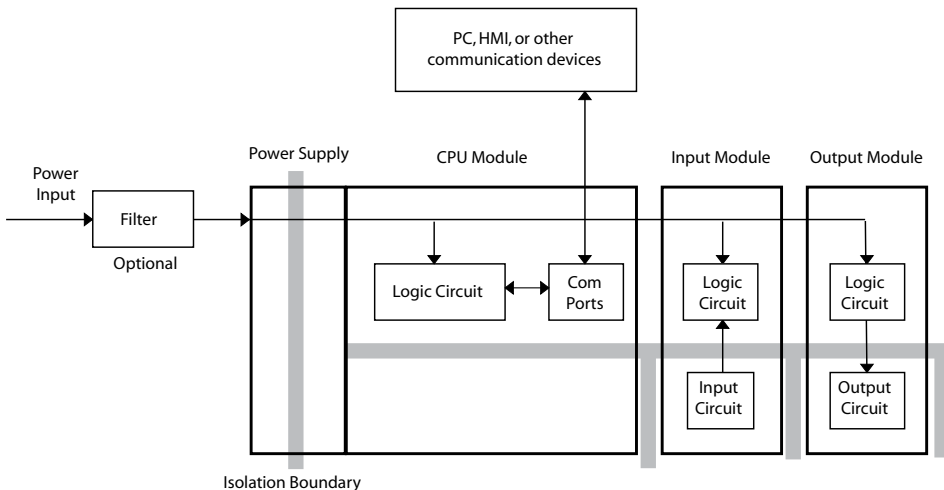 PC, HMI, or other
communication devices
Power Supply
CPU Module
Input Module
Output Module
Power
Input
Filter
Optional
Logic Circuit
Com
Ports
Logic
Circuit
Logic
Circuit
Input
Circuit
Output
Circuit
Isolation Boundary